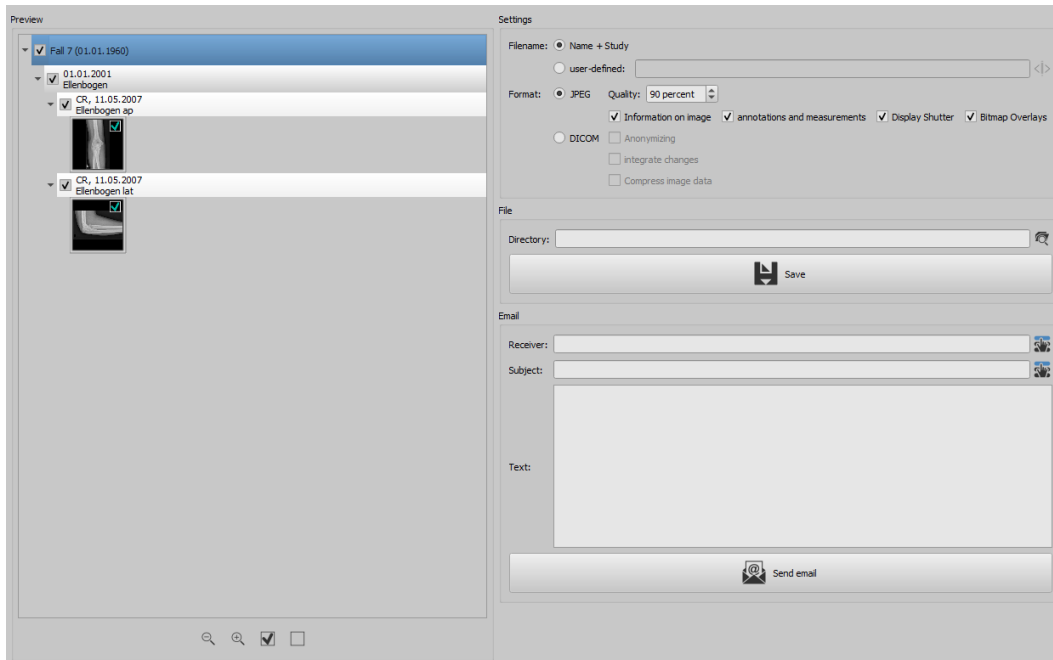 Preview
Fall 7 (01.01.1960)
01.01.2001
Ellenbogen
CR, 11.05.2007
Ellenbogen ap
CR, 11.05.2007
Ellenbogen lat
Settings
Filename: Name + Study
user-defined:
Format: JPEG Quality: 90 percent
Information on image annotations and measurements Display Shutter Bitmap Overlays
DICOM Anonymizing
integrate changes
Compress image data
File
Directory:
Save
Email
Receiver:
Subject:
Text:
Send email